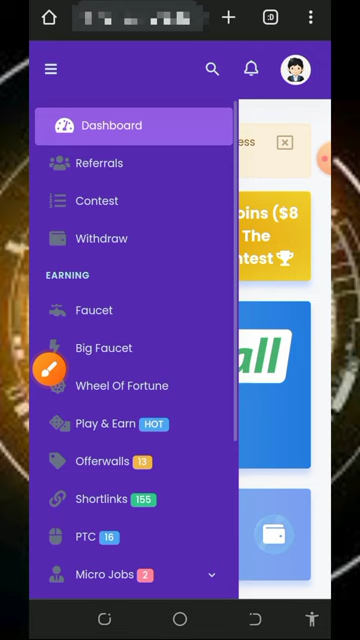 :D
Dashboard
Referrals
Contest
Withdraw
EARNING
Faucet
Big Faucet
Wheel Of Fortune
Play & Earn HOT
Offerwalls 13
Shortlinks 155
PTC 16
Micro Jobs 2
ess
oins ($8
The
ntest
all